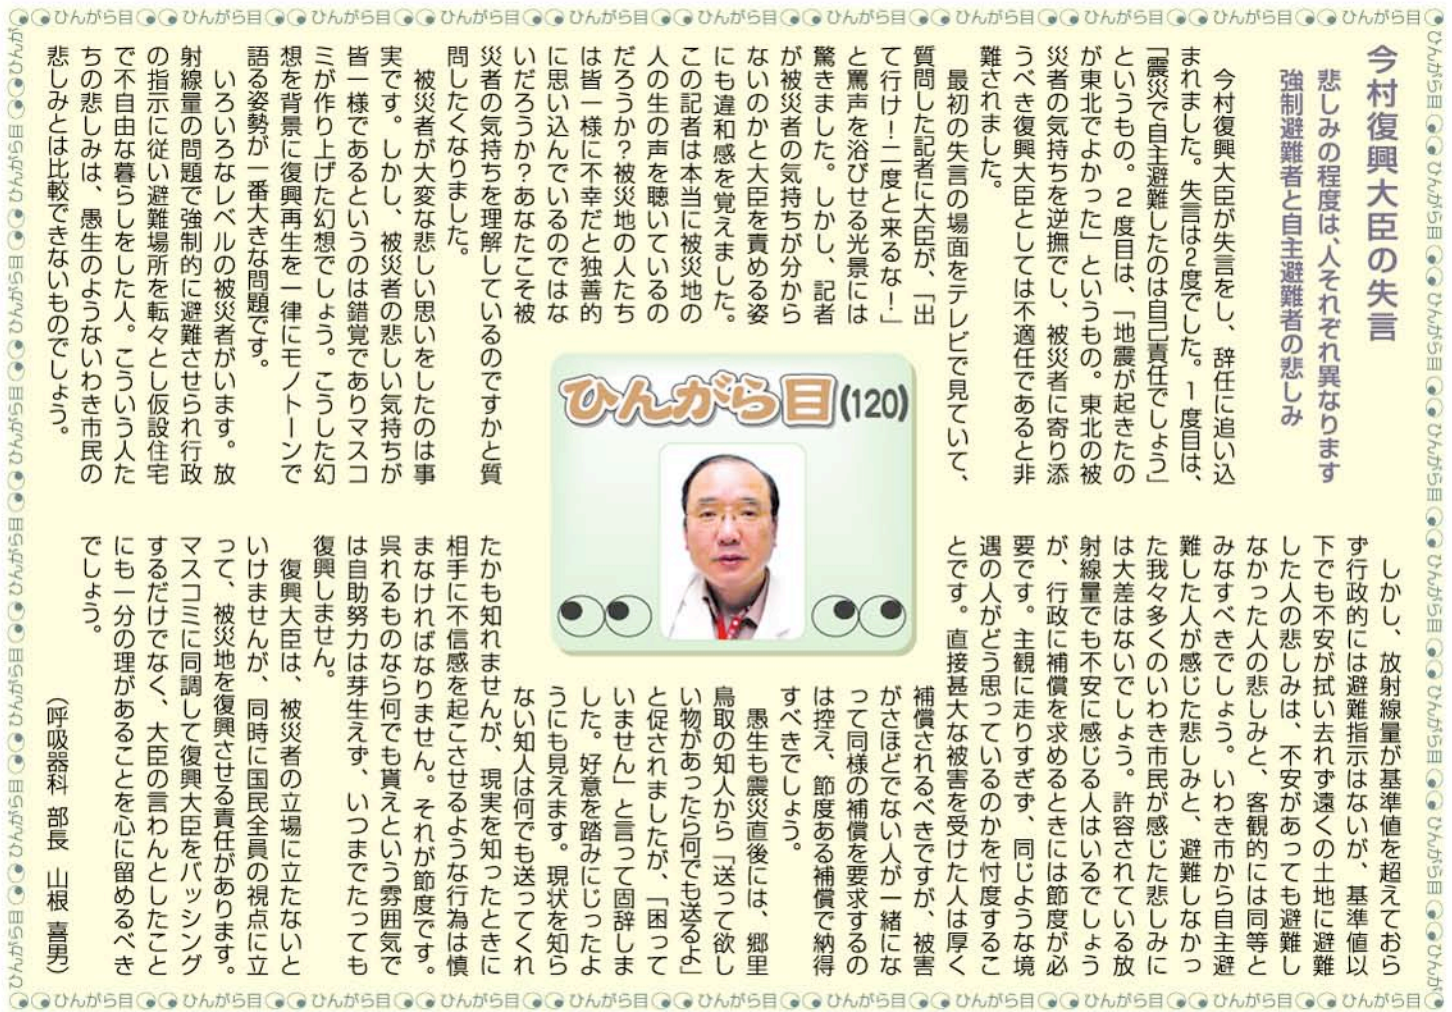 今村復興大臣の失言
悲しみの程度は、人それぞれ異なります
強制避難者と自主避難者の悲しみ
今村復興大臣が失言をし、辞任に追い込
まれました。失言は2度でした。1度目は、
「震災で自主避難したのは自己責任でしょう」
というもの。2度目は、「地震が起きたの
が東北でよかった」というもの。東北の被
災者の気持ちを逆撫でし、被災者に寄り添
うべき復興大臣としては不適任であると非
難されました。
最初の失言の場面をテレビで見ていて、
質問した記者に大臣が、「出
て行け！二度と来るな！」
と罵声を浴びせる光景には
驚きました。しかし、記者
が被災者の気持ちが分から
ないのかと大臣を責める姿
にも違和感を覚えました。
この記者は本当に被災地の
人の生の声を聴いているの
だろうか？被災地の人たち
は皆一様に不幸だと独善的
に思い込んでいるのではな
いだろうか？あなたこそ被
災者の気持ちを理解しているのですかと質
問したくなりました。
被災者が大変な悲しい思いをしたのは事
実です。しかし、被災者の悲しい気持ちが
皆一様であるというのは錯覚でありマスコ
ミが作り上げた幻想でしょう。こうした幻
想を背景に復興再生を一律にモノトーンで
語る姿勢が一番大きな問題です。
いろいろなレベルの被災者がいます。放
射線量の問題で強制的に避難させられ行政
の指示に従い避難場所を転々とし仮設住宅
で不自由な暮らしをした人。こういう人た
ちの悲しみは、愚生のようないわき市民の
悲しみとは比較できないものでしょう。
ひんがら目(120)
しかし、放射線量が基準値を超えておら
ず行政的には避難指示はないが、基準値以
下でも不安が拭い去れず遠くの土地に避難
した人の悲しみは、不安があっても避難し
なかった人の悲しみと、客観的には同等と
みなすべきでしょう。いわき市から自主避
難した人が感じた悲しみと、避難しなかっ
た我々多くのいわき市民が感じた悲しみに
は大差はないでしょう。許容されている放
射線量でも不安に感じる人はいるでしょう
が、行政に補償を求めるときには節度が必
要です。主観に走りすぎず、同じような境
遇の人がどう思っているのかを忖度するこ
とです。直接甚大な被害を受けた人は厚く
補償されるべきですが、被害
がさほどでない人が一緒にな
って同様の補償を要求するの
は控え、節度ある補償で納得
すべきでしょう。
愚生も震災直後には、郷里
鳥取の知人から「送って欲し
い物があったら何でも送るよ」
と促されましたが、「困って
いません」と言って固辞しま
した。好意を踏みにじったよ
うにも見えます。現状を知ら
ない知人は何でも送ってくれ
たかも知れませんが、現実を知ったときに
相手に不信感を起こさせるような行為は慎
まなければなりません。それが節度です。
呉れるものなら何でも貰えという雰囲気で
は自助努力は芽生えず、いつまでたっても
復興しません。
復興大臣は、被災者の立場に立たないと
いけませんが、同時に国民全員の視点に立
って、被災地を復興させる責任があります。
マスコミに同調して復興大臣をバッシング
するだけでなく、大臣の言わんとしたこと
にも一分の理があることを心に留めるべき
でしょう。
（呼吸器科 部長 山根 喜男）
ひんがら目 ひんがら目 ひんがら目 ひんがら目 ひんがら目 ひんがら目 ひんがら目 ひんがら目 ひんがら目 ひんがら目 ひんがら目